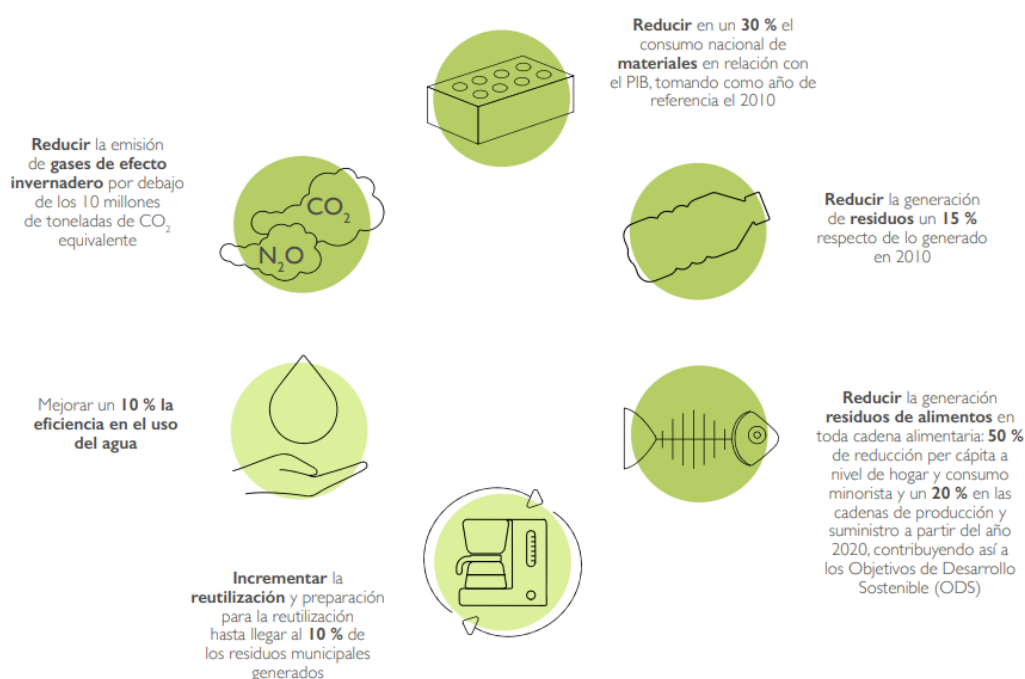 Reducir en un 30 % el
consumo nacional de
materiales en relación con
el PIB, tomando como año de
referencia el 2010
Reducir la emisión
de gases de efecto
invernadero por debajo
de los 10 millones
de toneladas de CO₂
equivalente
CO₂
N₂O
Reducir la generación
de residuos un 15 %
respecto de lo generado
en 2010
Mejorar un 10 % la
eficiencia en el uso
del agua
Reducir la generación
residuos de alimentos en
toda cadena alimentaria: 50 %
de reducción per cápita a
nivel de hogar y consumo
minorista y un 20 % en las
cadenas de producción y
suministro a partir del año
2020, contribuyendo así a
los Objetivos de Desarrollo
Sostenible (ODS)
Incrementar la
reutilización y preparación
para la reutilización
hasta llegar al 10 % de
los residuos municipales
generados